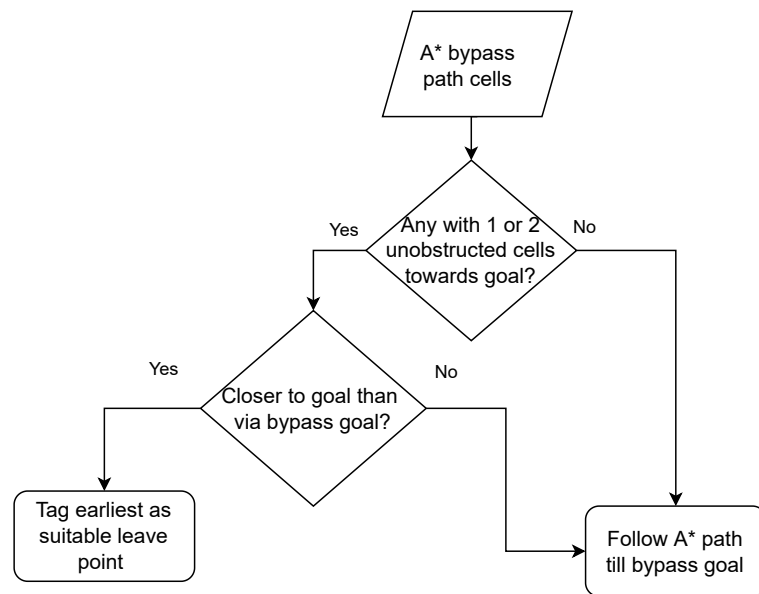 A* bypass
path cells
Yes
Any with 1 or 2
unobstructed cells
towards goal?
No
Yes
Closer to goal than
via bypass goal?
No
Tag earliest as
suitable leave
point
Follow A* path
till bypass goal